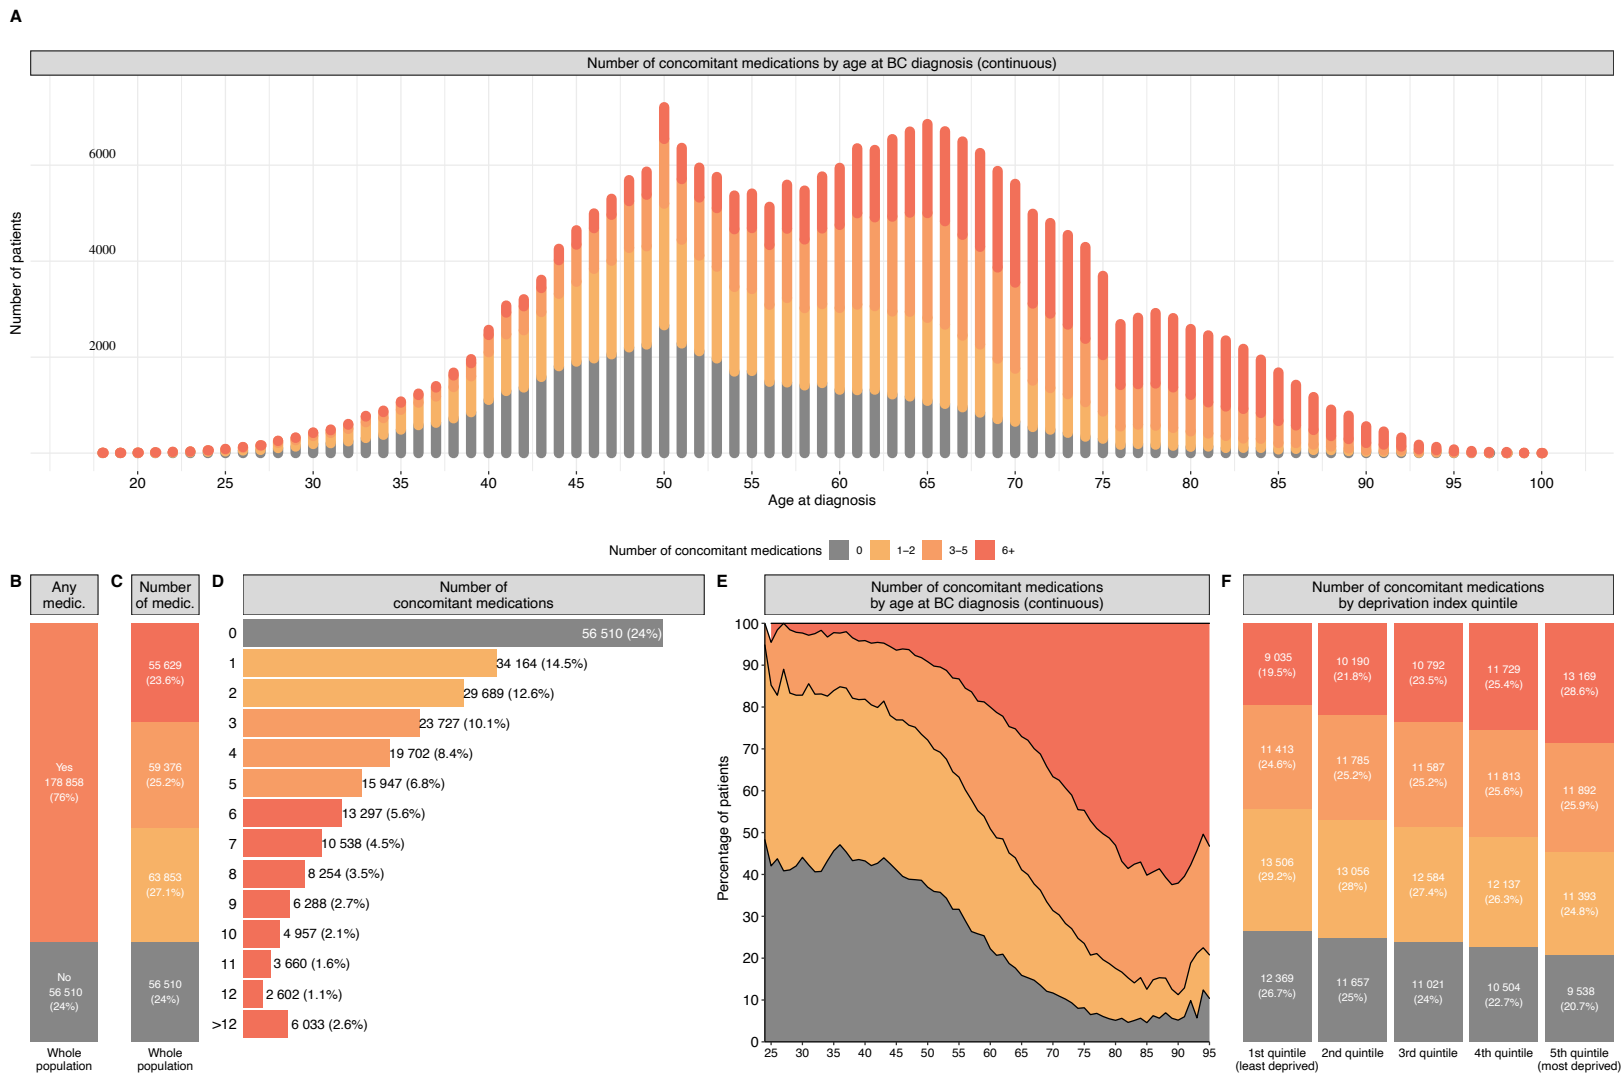 A
Number of concomitant medications by age at BC diagnosis (continuous)
Number of patients
6000
4000
2000
20 25 30 35 40 45 50 55 60 65 70 75 80 85 90 95 100
Age at diagnosis
Number of concomitant medications 0 1−2 3−5 6+
B
Any
medic.
Yes
178 858
(76%)
No
56 510
(24%)
Whole
population
C
Number
of medic.
55 629
(23.6%)
59 376
(25.2%)
63 853
(27.1%)
56 510
(24%)
Whole
population
D
Number of
concomitant medications
0 56 510 (24%)
1 34 164 (14.5%)
2 29 689 (12.6%)
3 23 727 (10.1%)
4 19 702 (8.4%)
5 15 947 (6.8%)
6 13 297 (5.6%)
7 10 538 (4.5%)
8 8 254 (3.5%)
9 6 288 (2.7%)
10 4 957 (2.1%)
11 3 660 (1.6%)
12 2 602 (1.1%)
>12 6 033 (2.6%)
E
Number of concomitant medications
by age at BC diagnosis (continuous)
Percentage of patients
100
90
80
70
60
50
40
30
20
10
0
25 30 35 40 45 50 55 60 65 70 75 80 85 90 95
F
Number of concomitant medications
by deprivation index quintile
9 035
(19.5%)
11 413
(24.6%)
13 506
(29.2%)
12 369
(26.7%)
1st quintile
(least deprived)
10 190
(21.8%)
11 785
(25.2%)
13 056
(28%)
11 657
(25%)
2nd quintile
10 792
(23.5%)
11 587
(25.2%)
12 584
(27.4%)
11 021
(24%)
3rd quintile
11 729
(25.4%)
11 813
(25.6%)
12 137
(26.3%)
10 504
(22.7%)
4th quintile
13 169
(28.6%)
11 892
(25.9%)
11 393
(24.8%)
9 538
(20.7%)
5th quintile
(most deprived)